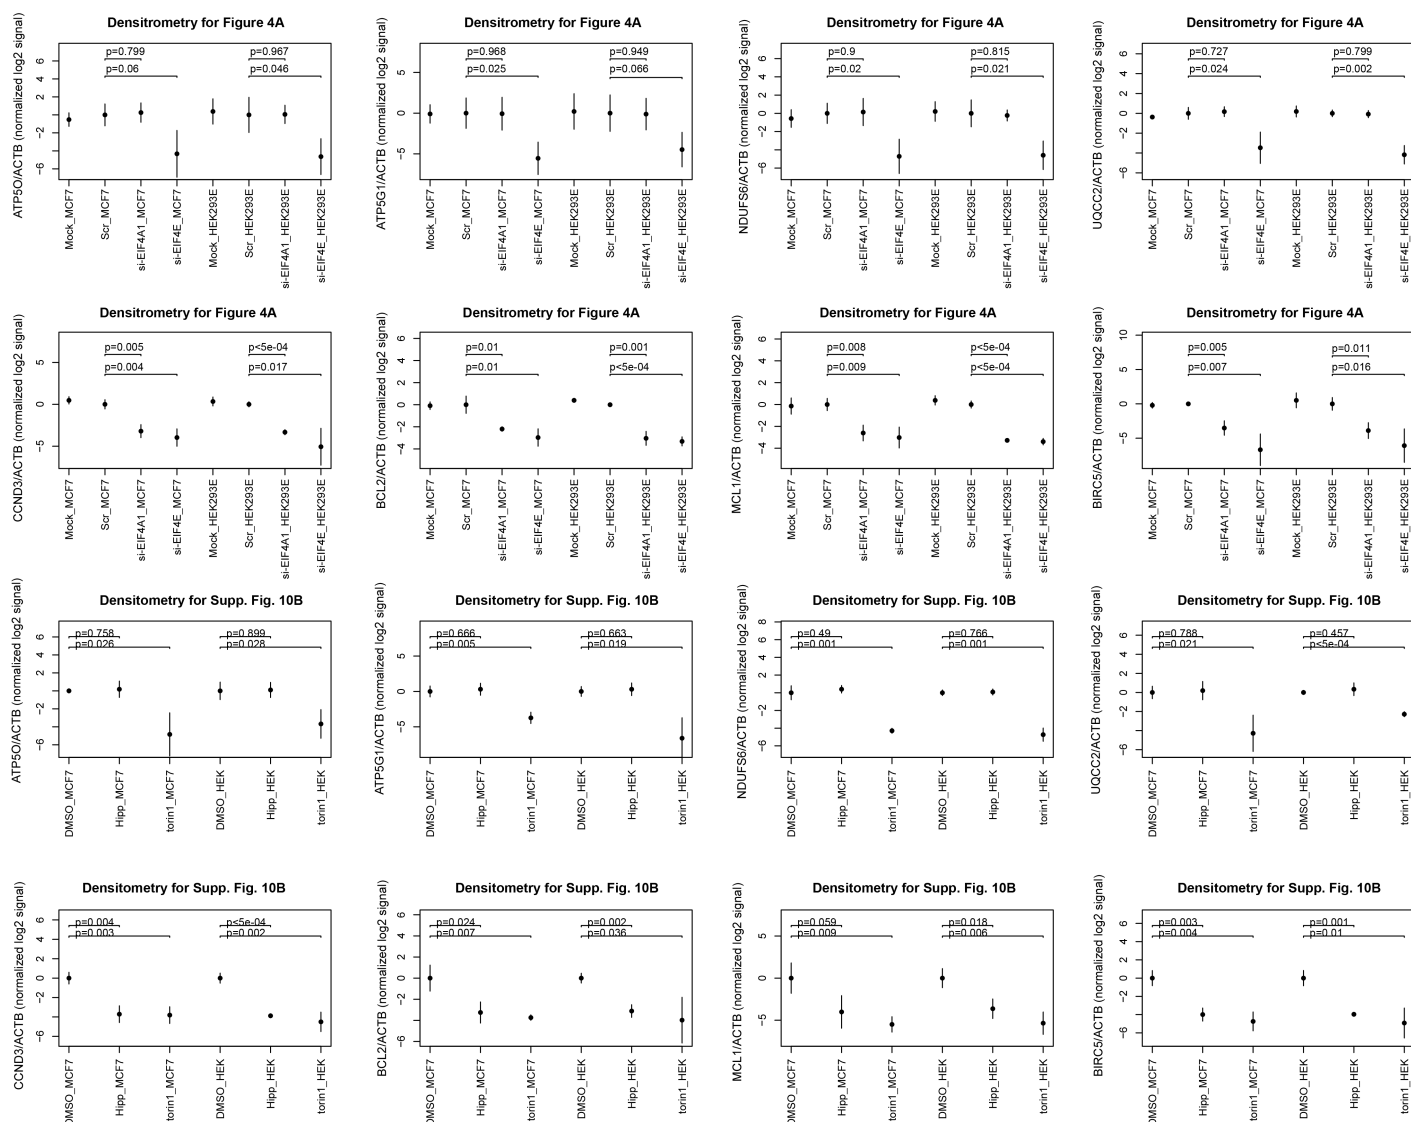 Densitrometry for Figure 4A
ATP5O/ACTB (normalized log2 signal)
6
2
0
−2
−6
p=0.799
p=0.06
p=0.967
p=0.046
Mock_MCF7
Scr_MCF7
si-EIF4A1_MCF7
si-EIF4E_MCF7
Mock_HEK293E
Scr_HEK293E
si-EIF4A1_HEK293E
si-EIF4E_HEK293E
Densitrometry for Figure 4A
ATP5G1/ACTB (normalized log2 signal)
5
0
−5
p=0.968
p=0.025
p=0.949
p=0.066
Mock_MCF7
Scr_MCF7
si-EIF4A1_MCF7
si-EIF4E_MCF7
Mock_HEK293E
Scr_HEK293E
si-EIF4A1_HEK293E
si-EIF4E_HEK293E
Densitrometry for Figure 4A
NDUFS6/ACTB (normalized log2 signal)
6
4
2
0
−2
−6
p=0.9
p=0.02
p=0.815
p=0.021
Mock_MCF7
Scr_MCF7
si-EIF4A1_MCF7
si-EIF4E_MCF7
Mock_HEK293E
Scr_HEK293E
si-EIF4A1_HEK293E
si-EIF4E_HEK293E
Densitrometry for Figure 4A
UQCC2/ACTB (normalized log2 signal)
6
4
2
0
−2
−6
p=0.727
p=0.024
p=0.799
p=0.002
Mock_MCF7
Scr_MCF7
si-EIF4A1_MCF7
si-EIF4E_MCF7
Mock_HEK293E
Scr_HEK293E
si-EIF4A1_HEK293E
si-EIF4E_HEK293E
Densitrometry for Figure 4A
CCND3/ACTB (normalized log2 signal)
5
0
−5
p=0.005
p=0.004
p<5e-04
p=0.017
Mock_MCF7
Scr_MCF7
si-EIF4A1_MCF7
si-EIF4E_MCF7
Mock_HEK293E
Scr_HEK293E
si-EIF4A1_HEK293E
si-EIF4E_HEK293E
Densitrometry for Figure 4A
BCL2/ACTB (normalized log2 signal)
6
4
2
0
−2
−4
p=0.01
p=0.01
p=0.001
p<5e-04
Mock_MCF7
Scr_MCF7
si-EIF4A1_MCF7
si-EIF4E_MCF7
Mock_HEK293E
Scr_HEK293E
si-EIF4A1_HEK293E
si-EIF4E_HEK293E
Densitrometry for Figure 4A
MCL1/ACTB (normalized log2 signal)
6
4
2
0
−2
−4
p=0.008
p=0.009
p<5e-04
p<5e-04
Mock_MCF7
Scr_MCF7
si-EIF4A1_MCF7
si-EIF4E_MCF7
Mock_HEK293E
Scr_HEK293E
si-EIF4A1_HEK293E
si-EIF4E_HEK293E
Densitrometry for Figure 4A
BIRC5/ACTB (normalized log2 signal)
10
5
0
−5
p=0.005
p=0.007
p=0.011
p=0.016
Mock_MCF7
Scr_MCF7
si-EIF4A1_MCF7
si-EIF4E_MCF7
Mock_HEK293E
Scr_HEK293E
si-EIF4A1_HEK293E
si-EIF4E_HEK293E
Densitometry for Supp. Fig. 10B
ATP5O/ACTB (normalized log2 signal)
6
4
2
0
−2
−6
p=0.758
p=0.026
p=0.899
p=0.028
DMSO_MCF7
Hipp_MCF7
torin1_MCF7
DMSO_HEK
Hipp_HEK
torin1_HEK
Densitometry for Supp. Fig. 10B
ATP5G1/ACTB (normalized log2 signal)
5
0
−5
p=0.666
p=0.005
p=0.663
p=0.019
DMSO_MCF7
Hipp_MCF7
torin1_MCF7
DMSO_HEK
Hipp_HEK
torin1_HEK
Densitometry for Supp. Fig. 10B
NDUFS6/ACTB (normalized log2 signal)
8
6
4
2
0
−2
−6
p=0.49
p=0.001
p=0.766
p=0.001
DMSO_MCF7
Hipp_MCF7
torin1_MCF7
DMSO_HEK
Hipp_HEK
torin1_HEK
Densitometry for Supp. Fig. 10B
UQCC2/ACTB (normalized log2 signal)
6
4
2
0
−2
−6
p=0.788
p=0.021
p=0.457
p<5e-04
DMSO_MCF7
Hipp_MCF7
torin1_MCF7
DMSO_HEK
Hipp_HEK
torin1_HEK
Densitometry for Supp. Fig. 10B
CCND3/ACTB (normalized log2 signal)
6
4
2
0
−2
−6
p=0.004
p=0.003
p<5e-04
p=0.002
DMSO_MCF7
Hipp_MCF7
torin1_MCF7
DMSO_HEK
Hipp_HEK
torin1_HEK
Densitometry for Supp. Fig. 10B
BCL2/ACTB (normalized log2 signal)
6
4
2
0
−2
−6
p=0.024
p=0.007
p=0.002
p=0.036
DMSO_MCF7
Hipp_MCF7
torin1_MCF7
DMSO_HEK
Hipp_HEK
torin1_HEK
Densitometry for Supp. Fig. 10B
MCL1/ACTB (normalized log2 signal)
5
0
−5
p=0.059
p=0.009
p=0.018
p=0.006
DMSO_MCF7
Hipp_MCF7
torin1_MCF7
DMSO_HEK
Hipp_HEK
torin1_HEK
Densitometry for Supp. Fig. 10B
BIRC5/ACTB (normalized log2 signal)
6
4
2
0
−2
−6
p=0.003
p=0.004
p=0.001
p=0.01
DMSO_MCF7
Hipp_MCF7
torin1_MCF7
DMSO_HEK
Hipp_HEK
torin1_HEK